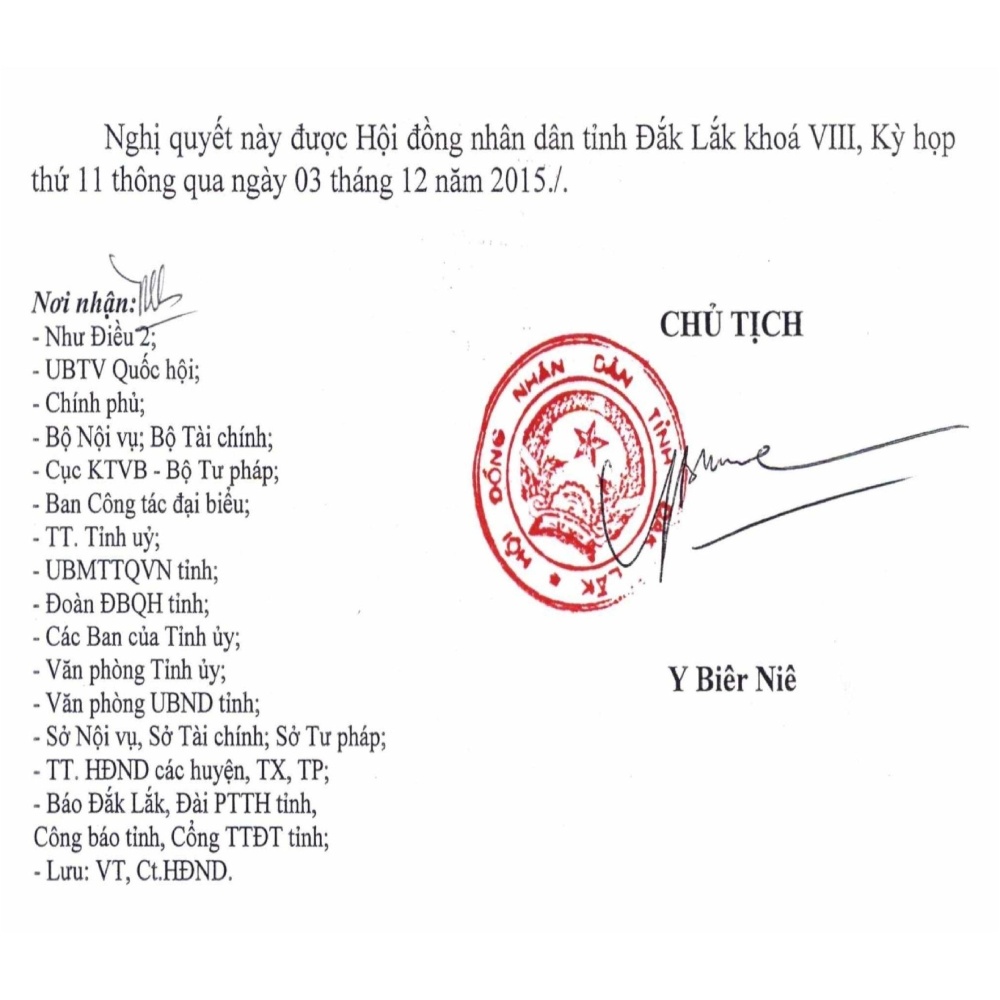 Nghị quyết này được Hội đồng nhân dân tỉnh Đắk Lắk khoá VIII, Kỳ họp
thứ 11 thông qua ngày 03 tháng 12 năm 2015./.
Nơi nhận:
- Như Điều 2;
- UBTV Quốc hội;
- Chính phủ;
- Bộ Nội vụ; Bộ Tài chính;
- Cục KTVB - Bộ Tư pháp;
- Ban Công tác đại biểu;
- TT. Tỉnh uỷ;
- UBMTTQVN tỉnh;
- Đoàn ĐBQH tỉnh;
- Các Ban của Tỉnh ủy;
- Văn phòng Tỉnh ủy;
- Văn phòng UBND tỉnh;
- Sở Nội vụ, Sở Tài chính; Sở Tư pháp;
- TT. HĐND các huyện, TX, TP;
- Báo Đắk Lắk, Đài PTTH tỉnh,
Công báo tỉnh, Cổng TTĐT tỉnh;
- Lưu: VT, Ct.HĐND.
CHỦ TỊCH
HỘI ĐỒNG NHÂN DÂN TỈNH ĐẮK LẮK
Y Biêr Niê